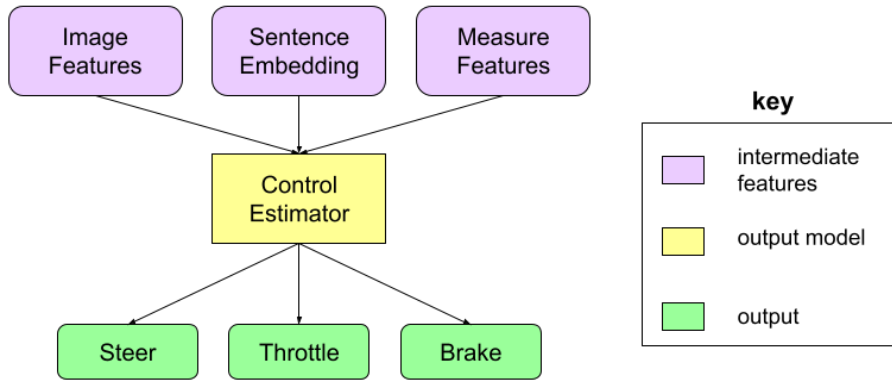 Image
Features
Sentence
Embedding
Measure
Features
Control
Estimator
Steer
Throttle
Brake
key
intermediate
features
output model
output